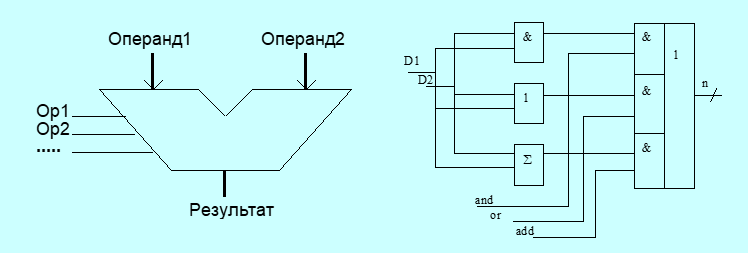 Операнд1 Операнд2
Op1
Op2
.....
Результат
D1
D2
&
1
Σ
&
&
&
1
n
and
or
add